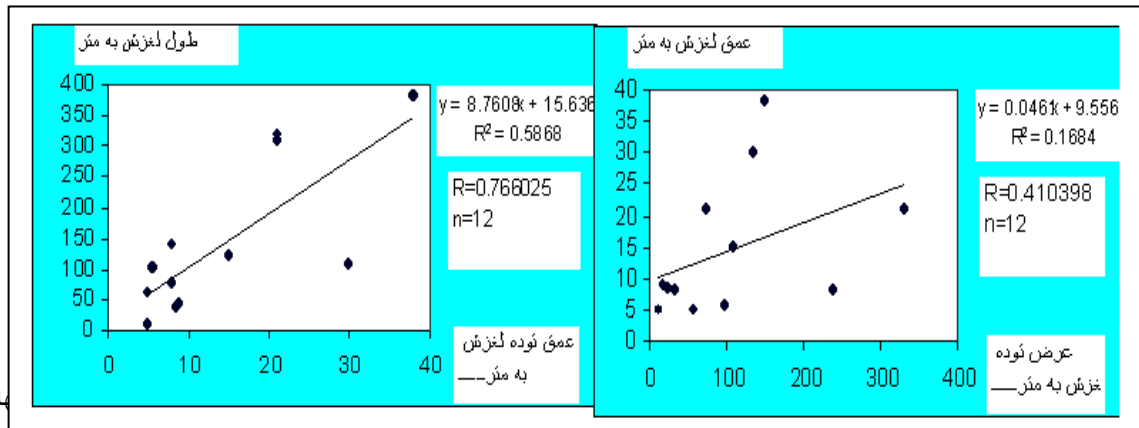 طول لغزش به متر
400
350
300
250
200
150
100
50
0
0 10 20 30 40
y = 8.7608x + 15.636
R² = 0.5868
R=0.766025
n=12
عمق توده لغزش
به متر
عمق لغزش به متر
40
35
30
25
20
15
10
5
0
0 100 200 300 400
y = 0.0461x + 9.556
R² = 0.1684
R=0.410398
n=12
عرض توده
غزش به متر